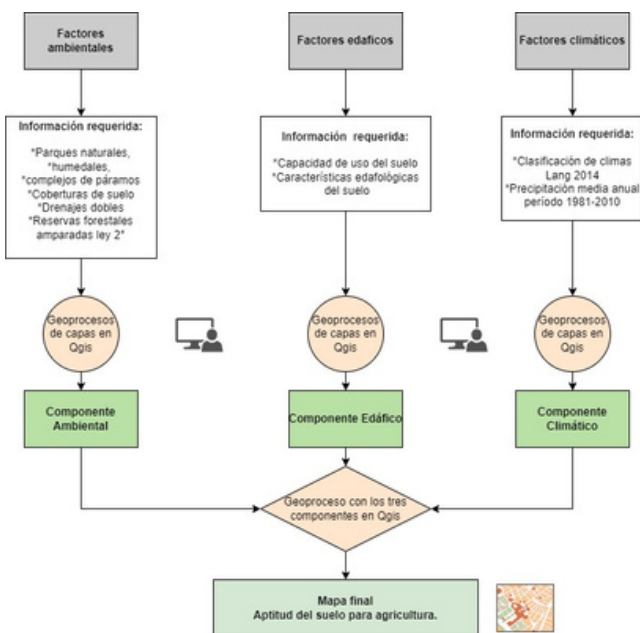 Factores
ambientales
Factores edaficos
Factores climáticos
Información requerida:
*Parques naturales,
*humedales,
*complejos de páramos
*Coberturas de suelo
*Drenajes dobles
*Reservas forestales
amparadas ley 2"
Información requerida:
*Capacidad de uso del suelo
*Características edafológicas
del suelo
Información requerida:
*Clasificación de climas
Lang 2014
*Precipitación media anual
período 1981-2010
Geoprocesos
de capas en
Qgis
Geoprocesos
de capas en
Qgis
Geoprocesos
de capas en
Qgis
Componente
Ambiental
Componente Edáfico
Componente
Climático
Geoproceso con los tres
componentes en Qgis
Mapa final
Aptitud del suelo para agricultura.